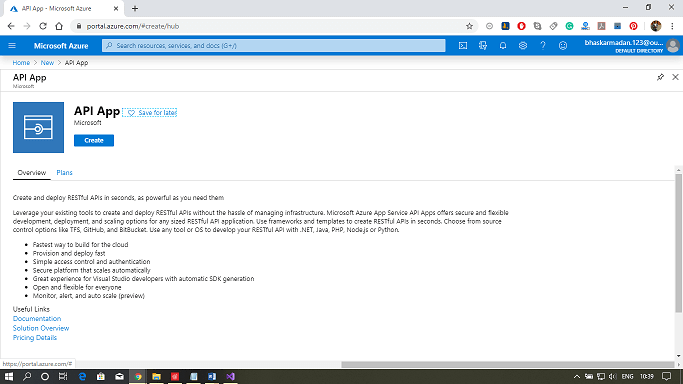 API App - Microsoft Azure
portal.azure.com/#create/hub
Microsoft Azure
Search resources, services, and docs (G+/)
bhaskarmadan.123@ou...
DEFAULT DIRECTORY
Home > New > API App
API App
Microsoft
API App
Save for later
Microsoft
Create
Overview
Plans
Create and deploy RESTful APIs in seconds, as powerful as you need them
Leverage your existing tools to create and deploy RESTful APIs without the hassle of managing infrastructure. Microsoft Azure App Service API Apps offers secure and flexible
development, deployment, and scaling options for any sized RESTful API application. Use frameworks and templates to create RESTful APIs in seconds. Choose from source
control options like TFS, GitHub, and BitBucket. Use any tool or OS to develop your RESTful API with .NET, Java, PHP, Node.js or Python.
• Fastest way to build for the cloud
• Provision and deploy fast
• Simple access control and authentication
• Secure platform that scales automatically
• Great experience for Visual Studio developers with automatic SDK generation
• Open and flexible for everyone
• Monitor, alert, and auto scale (preview)
Useful Links
Documentation
Solution Overview
Pricing Details
https://portal.azure.com/#
ENG
10:39